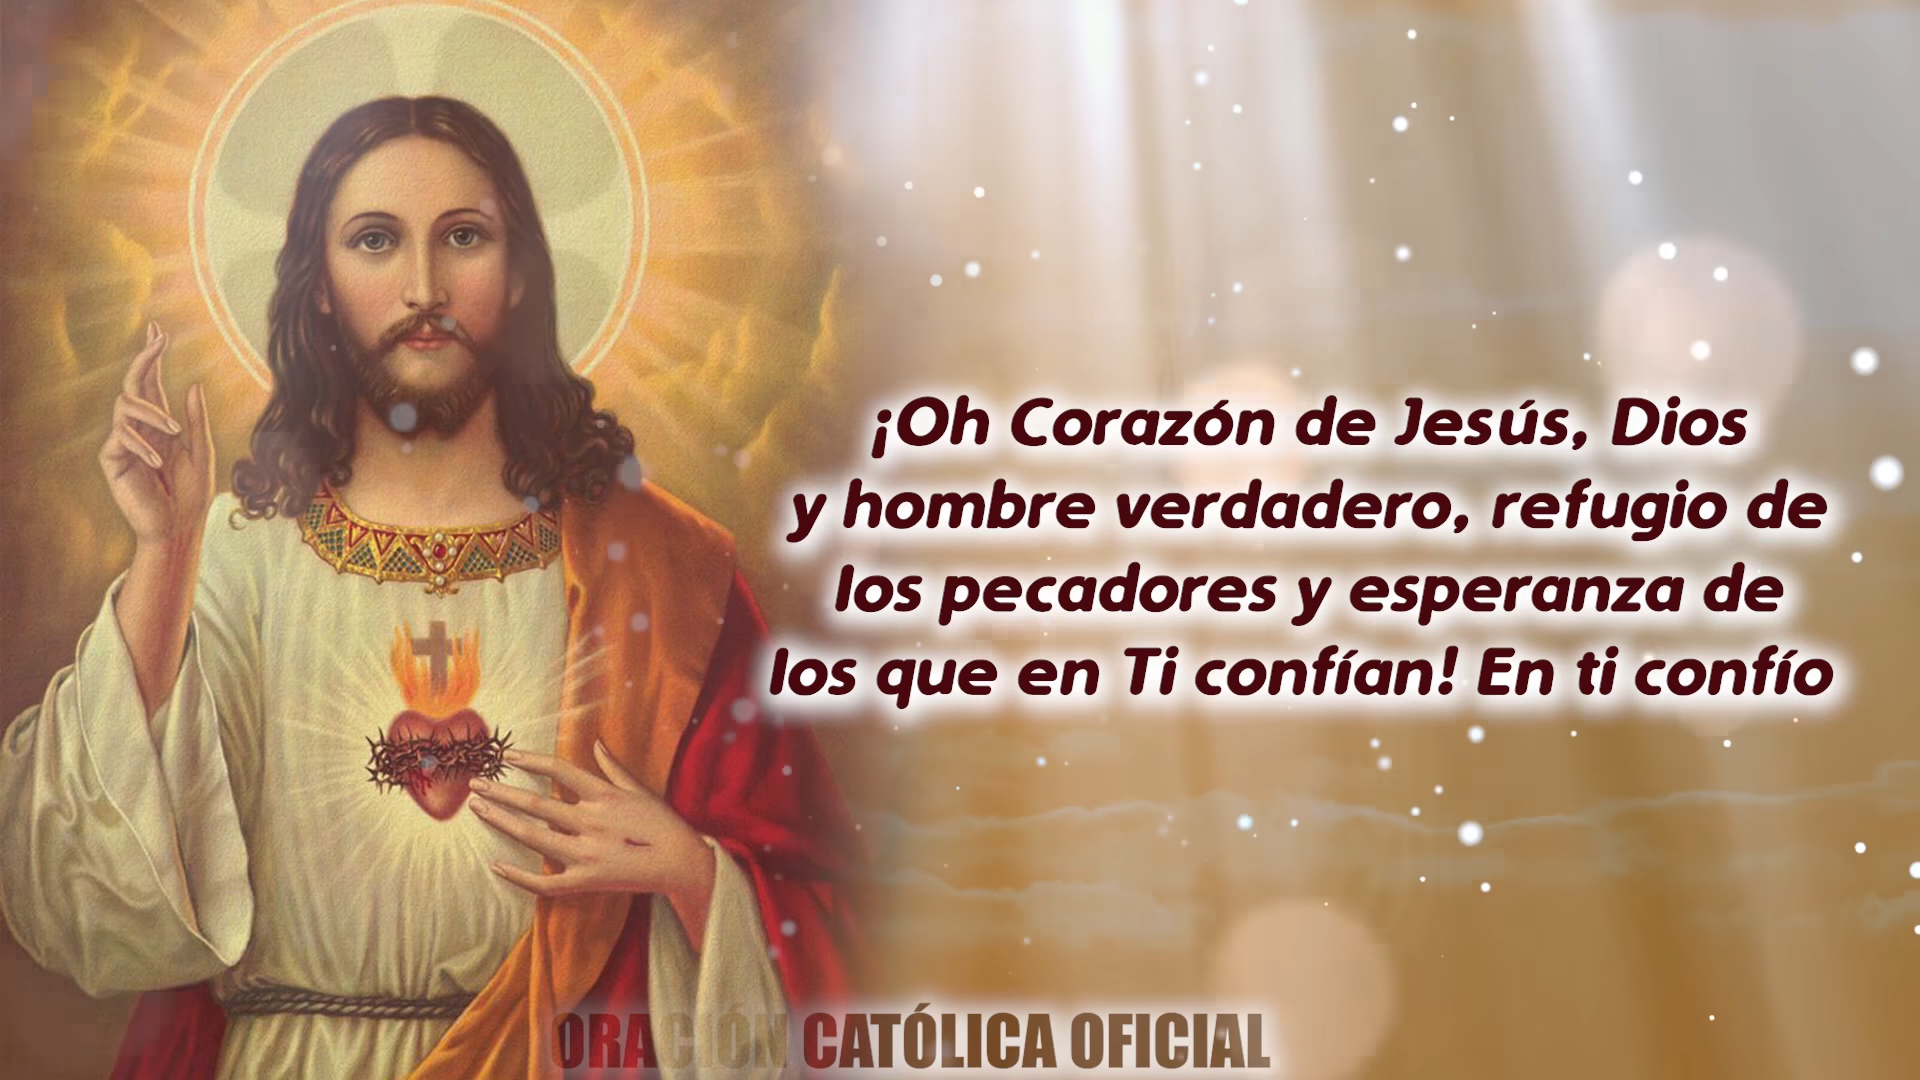 ¡Oh Corazón de Jesús, Dios
y hombre verdadero, refugio de
los pecadores y esperanza de
los que en Ti confían! En ti confío
ORACIÓN CATÓLICA OFICIAL